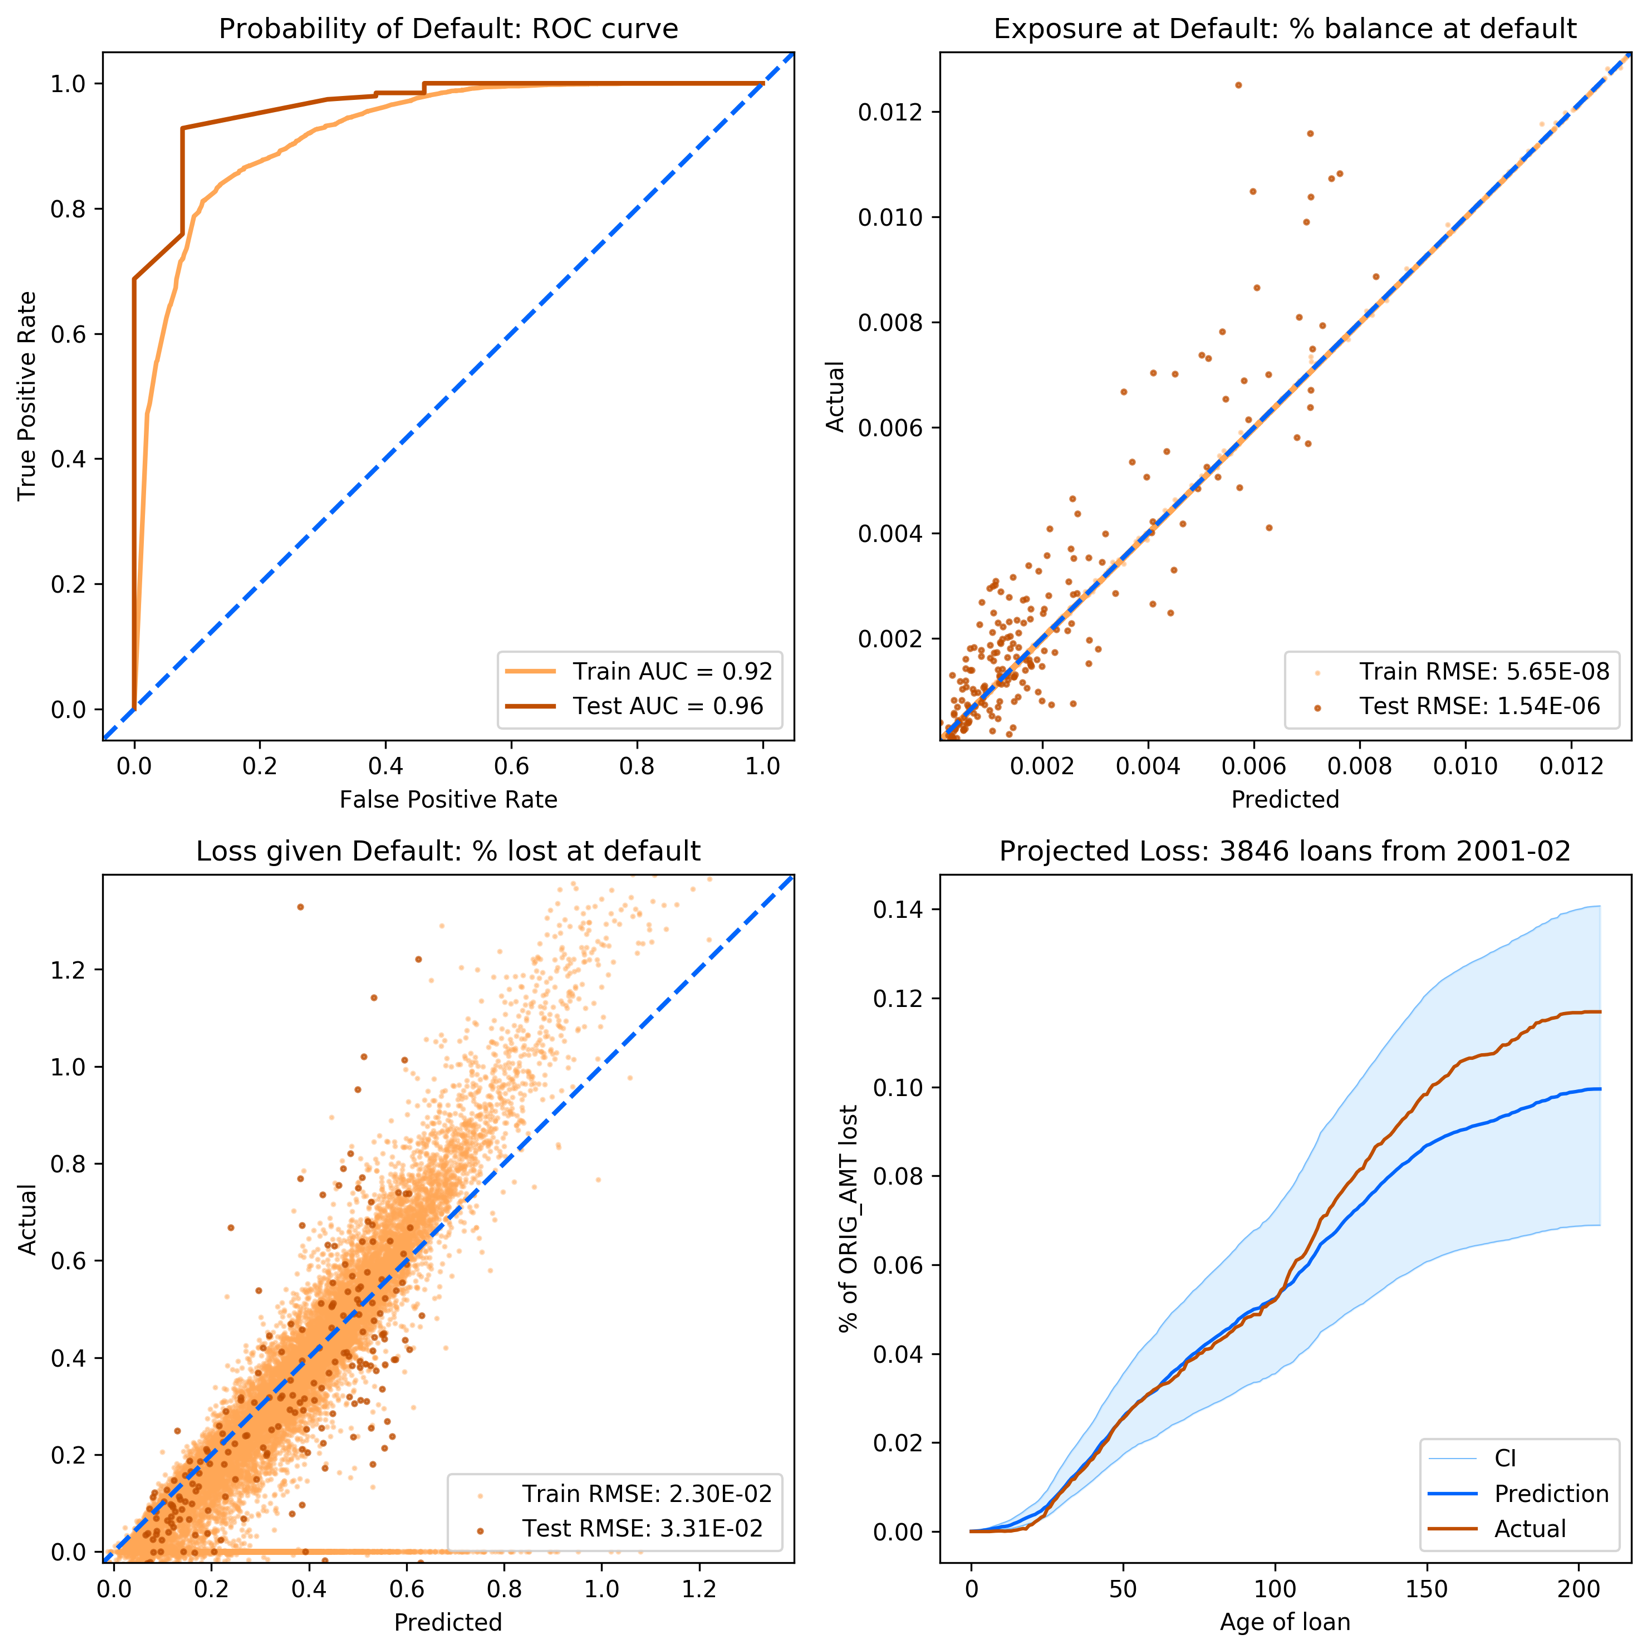 Probability of Default: ROC curve
1.0
0.8
0.6
0.4
0.2
0.0
True Positive Rate
0.0 0.2 0.4 0.6 0.8 1.0
False Positive Rate
Train AUC = 0.92
Test AUC = 0.96
Exposure at Default: % balance at default
0.012
0.010
0.008
0.006
0.004
0.002
Actual
0.002 0.004 0.006 0.008 0.010 0.012
Predicted
Train RMSE: 5.65E-08
Test RMSE: 1.54E-06
Loss given Default: % lost at default
1.2
1.0
0.8
0.6
0.4
0.2
0.0
Actual
0.0 0.2 0.4 0.6 0.8 1.0 1.2
Predicted
Train RMSE: 2.30E-02
Test RMSE: 3.31E-02
Projected Loss: 3846 loans from 2001-02
0.14
0.12
0.10
0.08
0.06
0.04
0.02
0.00
% of ORIG_AMT lost
0 50 100 150 200
Age of loan
CI
Prediction
Actual